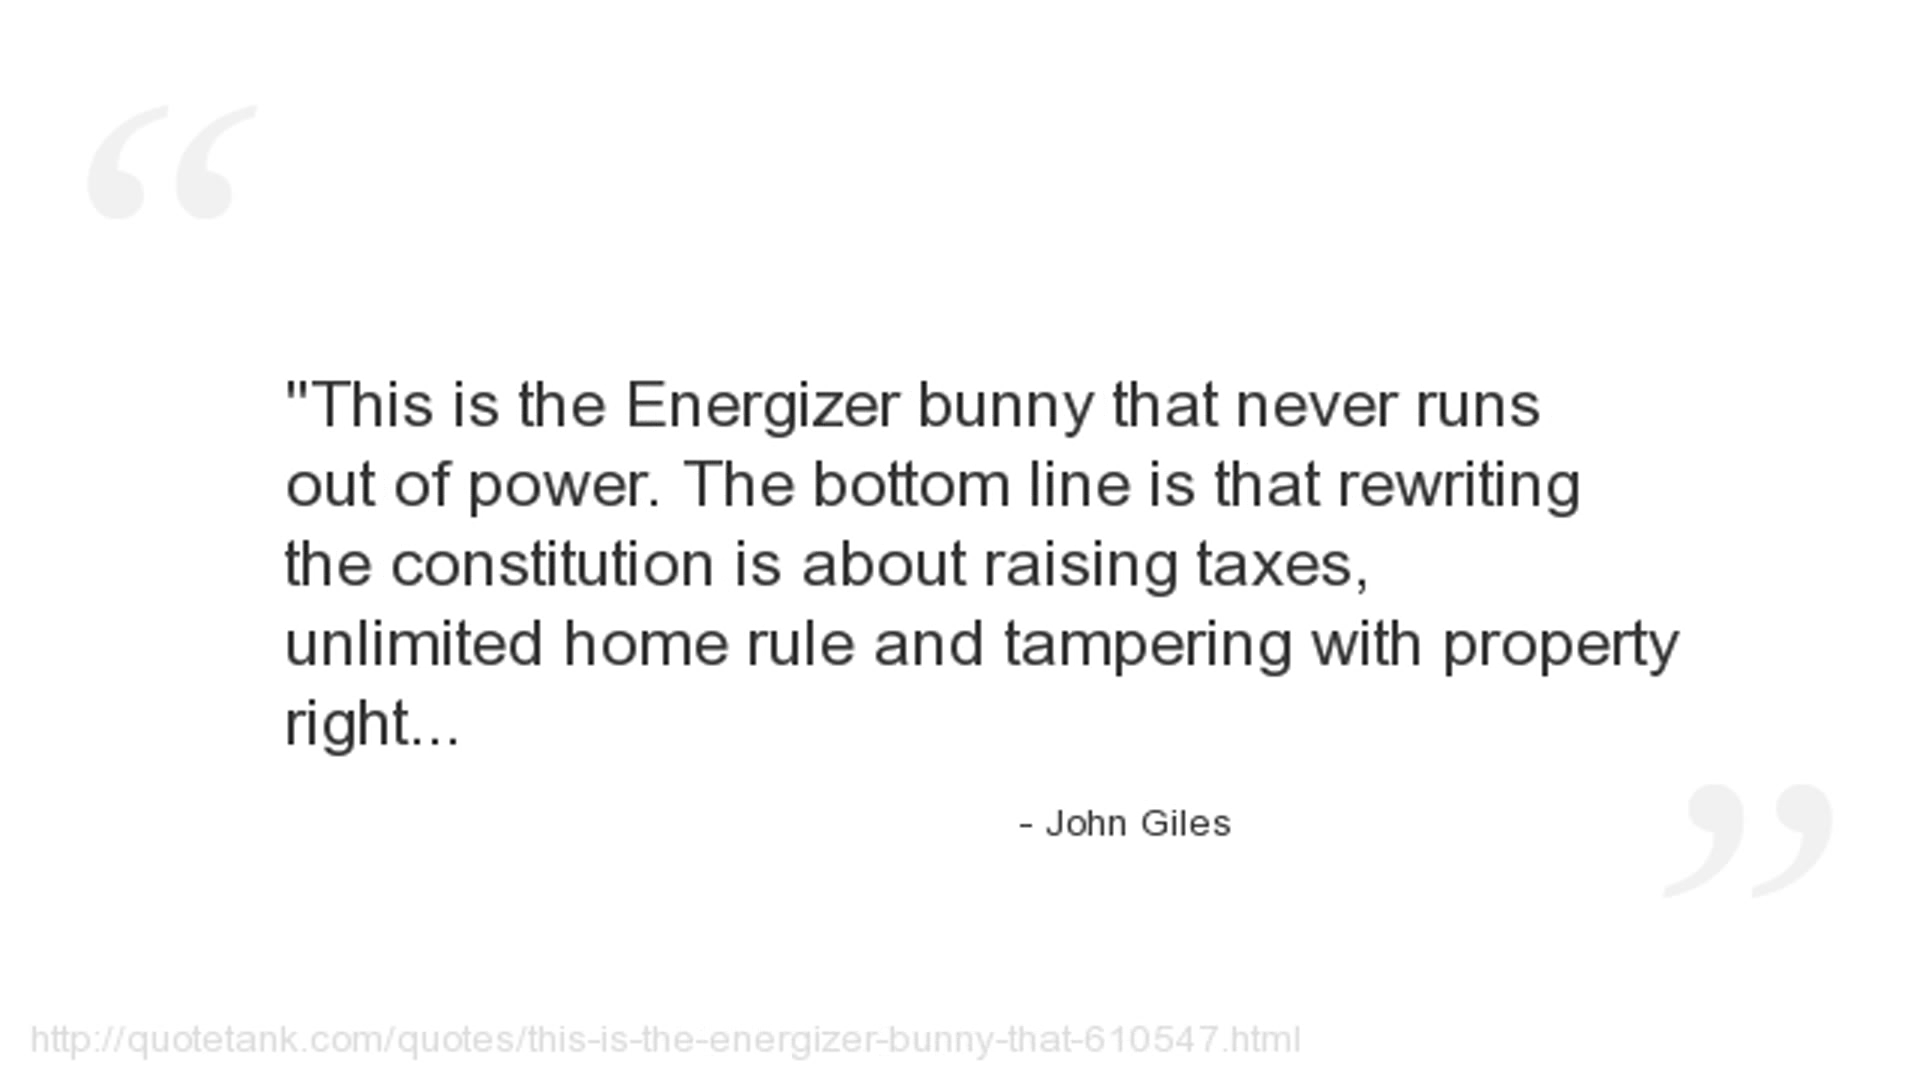 "This is the Energizer bunny that never runs
out of power. The bottom line is that rewriting
the constitution is about raising taxes,
unlimited home rule and tampering with property
right...
- John Giles
http://quotetank.com/quotes/this-is-the-energizer-bunny-that-610547.html